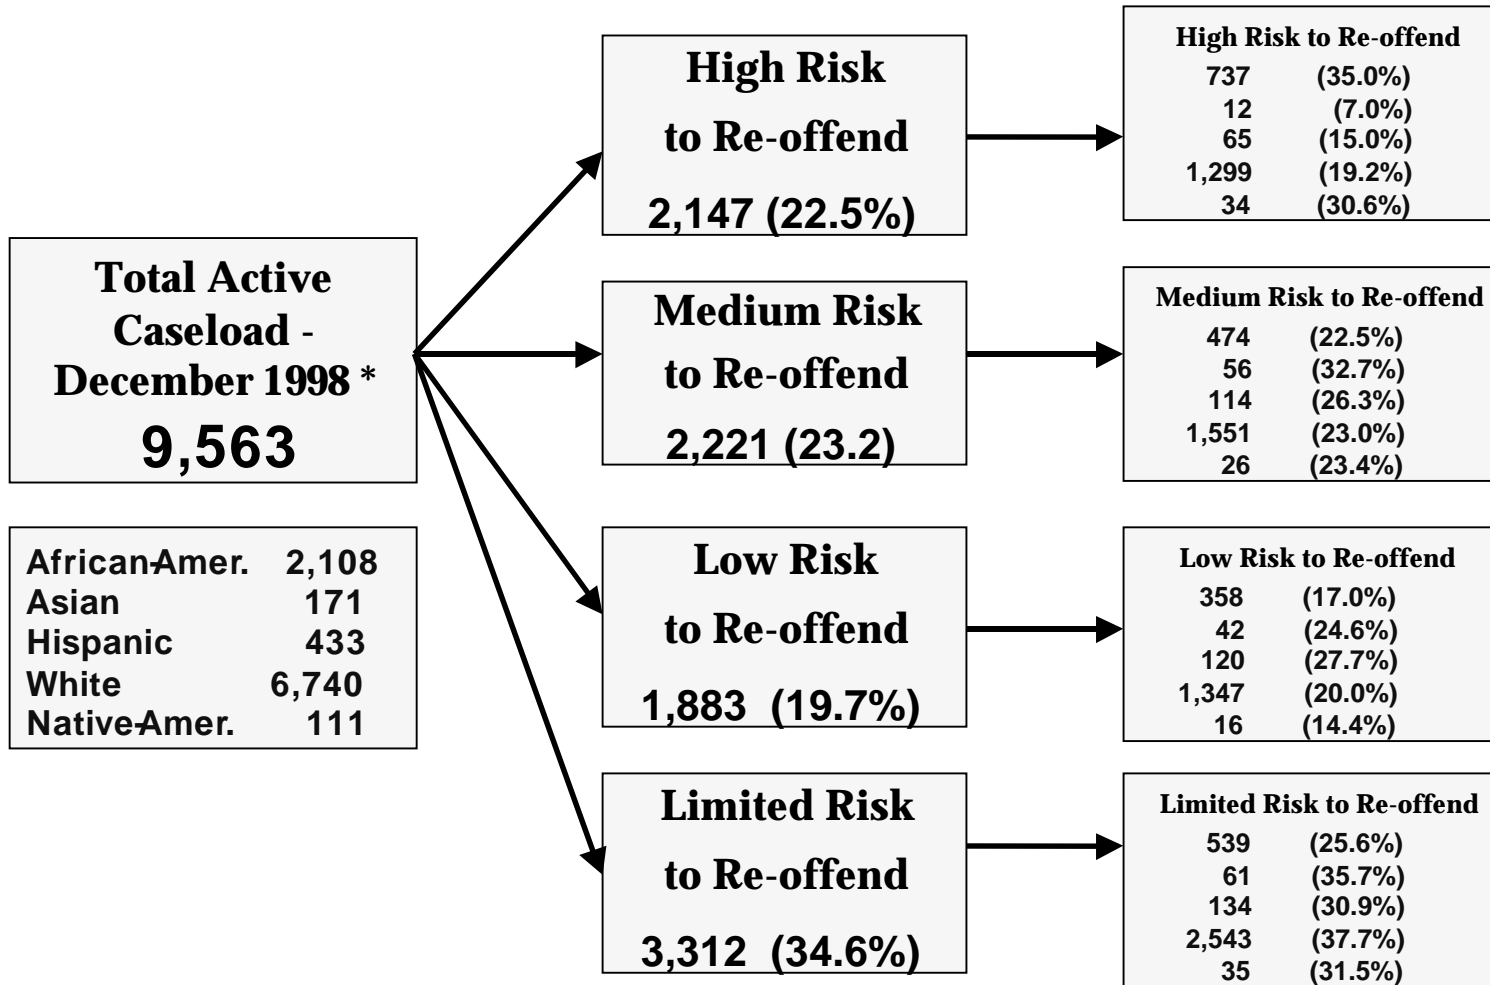 Total Active
Caseload -
December 1998 *
9,563
African-Amer. 2,108
Asian 171
Hispanic 433
White 6,740
Native-Amer. 111
High Risk
to Re-offend
2,147 (22.5%)
Medium Risk
to Re-offend
2,221 (23.2)
Low Risk
to Re-offend
1,883 (19.7%)
Limited Risk
to Re-offend
3,312 (34.6%)
High Risk to Re-offend
737 (35.0%)
12 (7.0%)
65 (15.0%)
1,299 (19.2%)
34 (30.6%)
Medium Risk to Re-offend
474 (22.5%)
56 (32.7%)
114 (26.3%)
1,551 (23.0%)
26 (23.4%)
Low Risk to Re-offend
358 (17.0%)
42 (24.6%)
120 (27.7%)
1,347 (20.0%)
16 (14.4%)
Limited Risk to Re-offend
539 (25.6%)
61 (35.7%)
134 (30.9%)
2,543 (37.7%)
35 (31.5%)